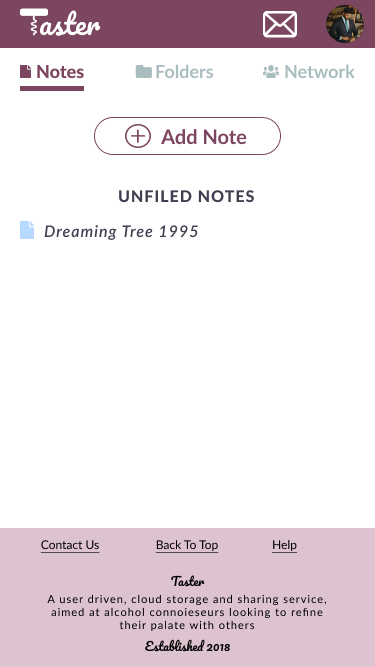 Taster
Notes Folders Network
Add Note
UNFILED NOTES
Dreaming Tree 1995
Contact Us Back To Top Help
Taster
A user driven, cloud storage and sharing service,
aimed at alcohol connoieseurs looking to refine
their palate with others
Established 2018